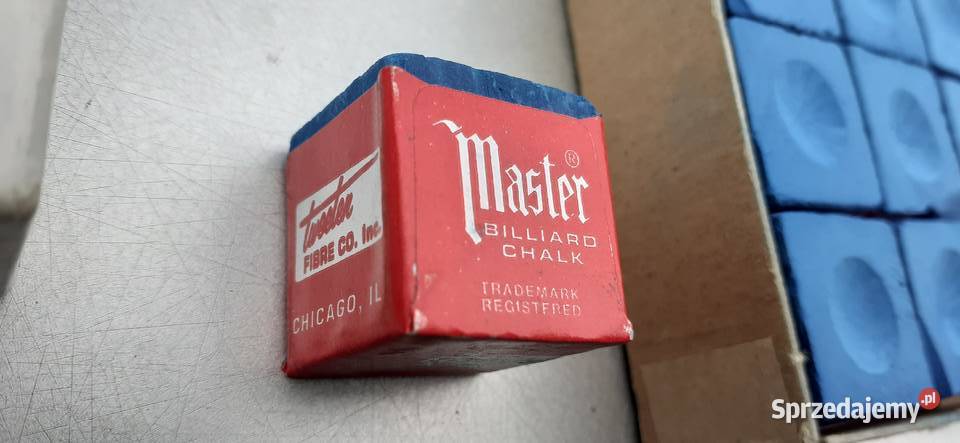 Tweeten
FIBRE CO. Inc.
CHICAGO, IL
Master ®
BILLIARD
CHALK
TRADEMARK
REGISTERED
Sprzedajemy.pl